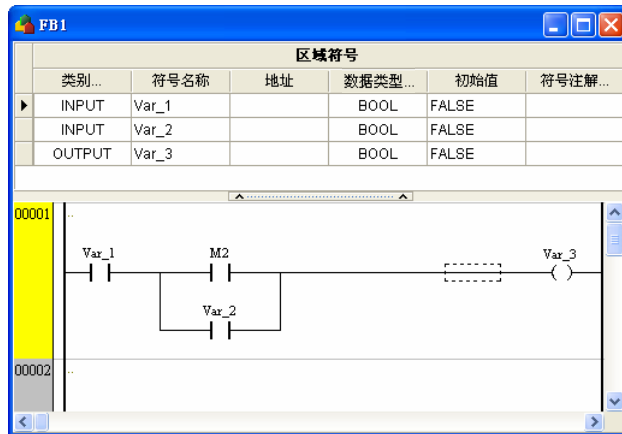 FB1
区域符号
类别... 符号名称 地址 数据类型... 初始值 符号注解...
INPUT Var_1 BOOL FALSE
INPUT Var_2 BOOL FALSE
OUTPUT Var_3 BOOL FALSE
00001
Var_1 M2 Var_3
Var_2
00002